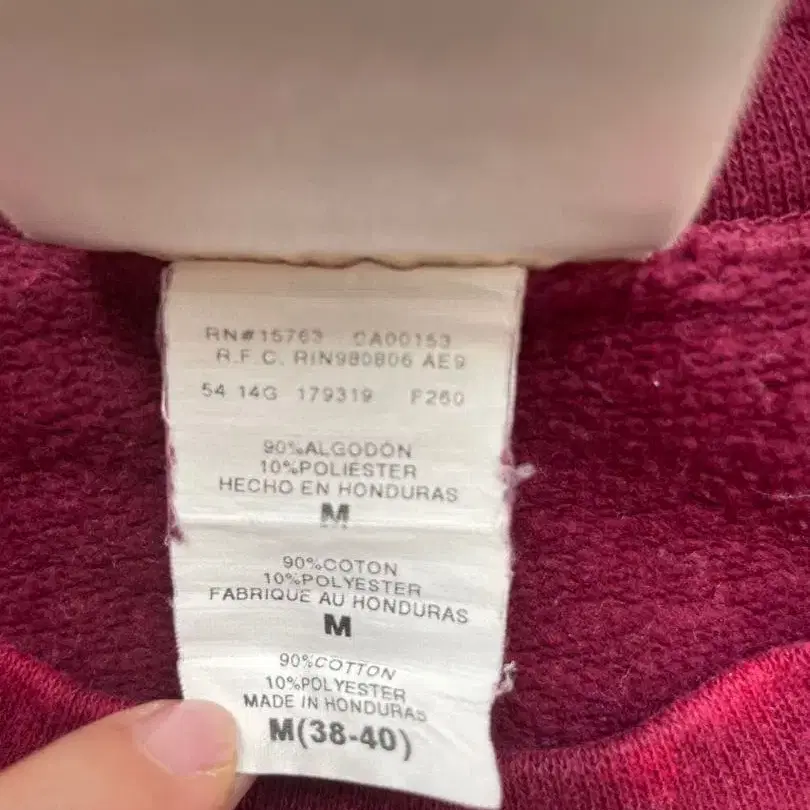 RN#15763 CA00153
R.F.C. RIN980806 AE9
54 14G 179319 F260
90%ALGODON
10%POLIESTER
HECHO EN HONDURAS
M
90%COTON
10%POLYESTER
FABRIQUE AU HONDURAS
M
90%COTTON
10%POLYESTER
MADE IN HONDURAS
M(38-40)